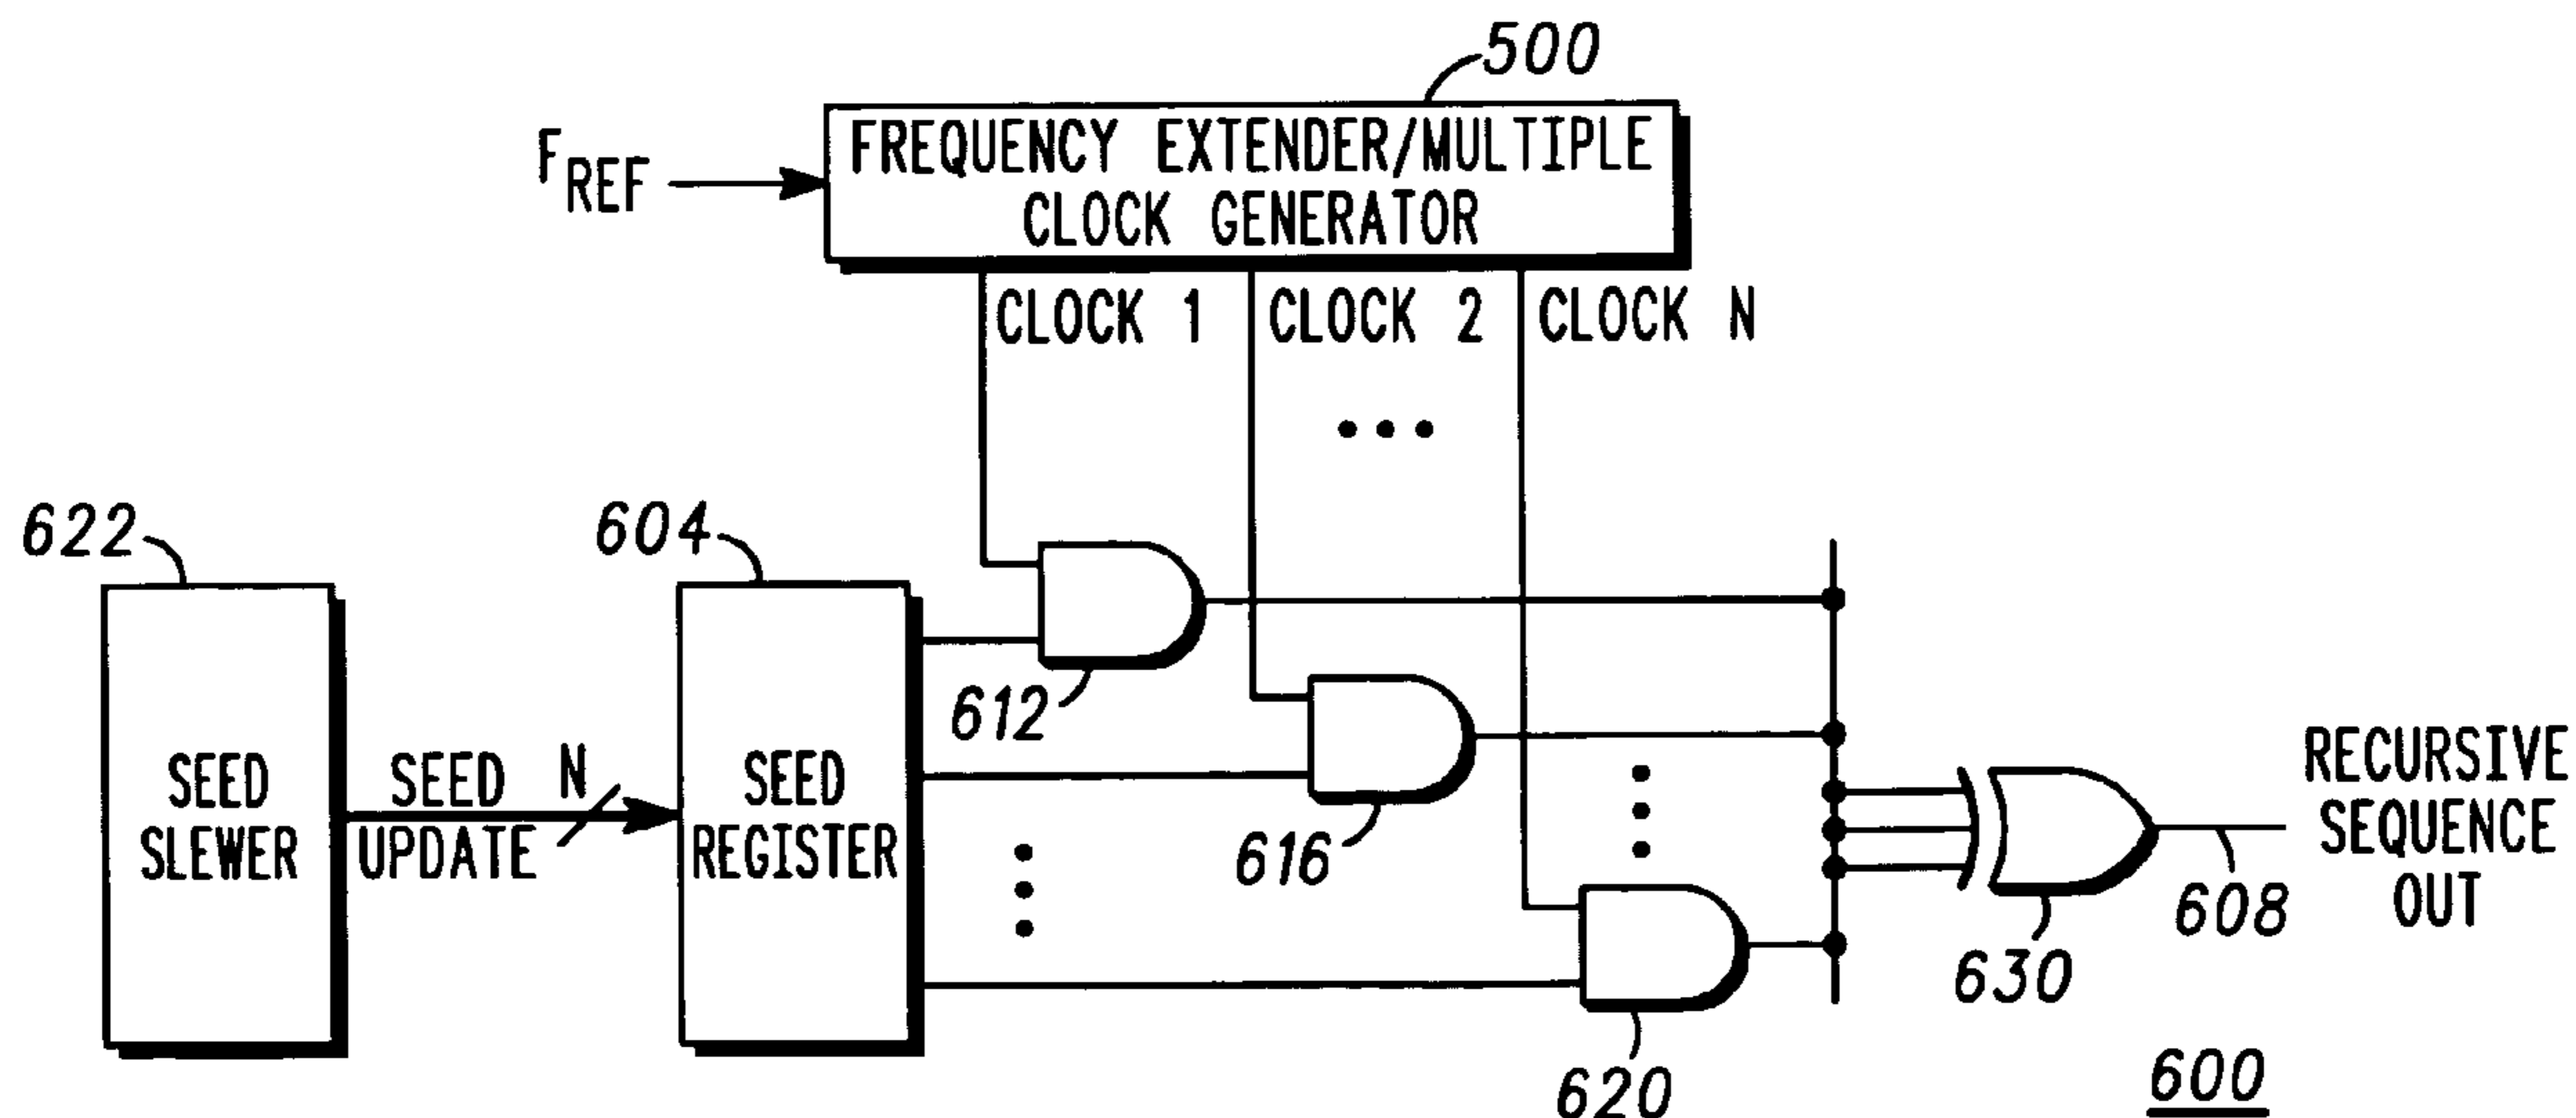 500
FREQUENCY EXTENDER/MULTIPLE
CLOCK GENERATOR
FREF
CLOCK 1
CLOCK 2
CLOCK N
622
604
612
616
620
SEED
SLEWER
SEED N
UPDATE
SEED
REGISTER
630
608
RECURSIVE
SEQUENCE
OUT
600